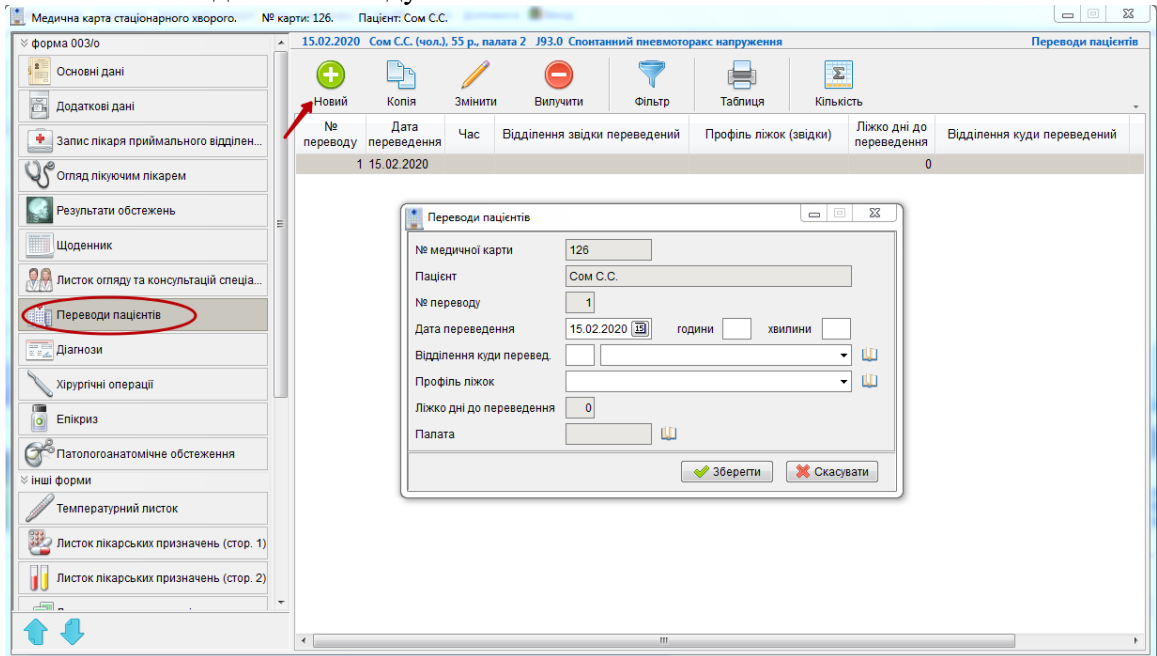 Медична карта стаціонарного хворого. № карти: 126. Пацієнт: Сом С.С.
форма 003/о
Основні дані
Додаткові дані
Запис лікаря приймального відділен...
Огляд лікуючим лікарем
Результати обстежень
Щоденник
Листок огляду та консультацій спеціа...
Переводи пацієнтів
Діагнози
Хірургічні операції
Епікриз
Патологоанатомічне обстеження
інші форми
Температурний листок
Листок лікарських призначень (стор. 1)
Листок лікарських призначень (стор. 2)
15.02.2020 Сом С.С. (чол.), 55 р., палата 2 J93.0 Спонтанний пневмоторакс напруження
Переводи пацієнтів
Новий Копія Змінити Вилучити Фільтр Таблиця Кількість
№ переводу
Дата переведення
Час
Відділення звідки переведений
Профіль ліжок (звідки)
Ліжко дні до переведення
Відділення куди переведений
1 15.02.2020 0
Переводи пацієнтів
№ медичної карти 126
Пацієнт Сом С.С.
№ переводу 1
Дата переведення 15.02.2020 15 години хвилини
Відділення куди перевед.
Профіль ліжок
Ліжко дні до переведення 0
Палата
Зберегти Скасувати